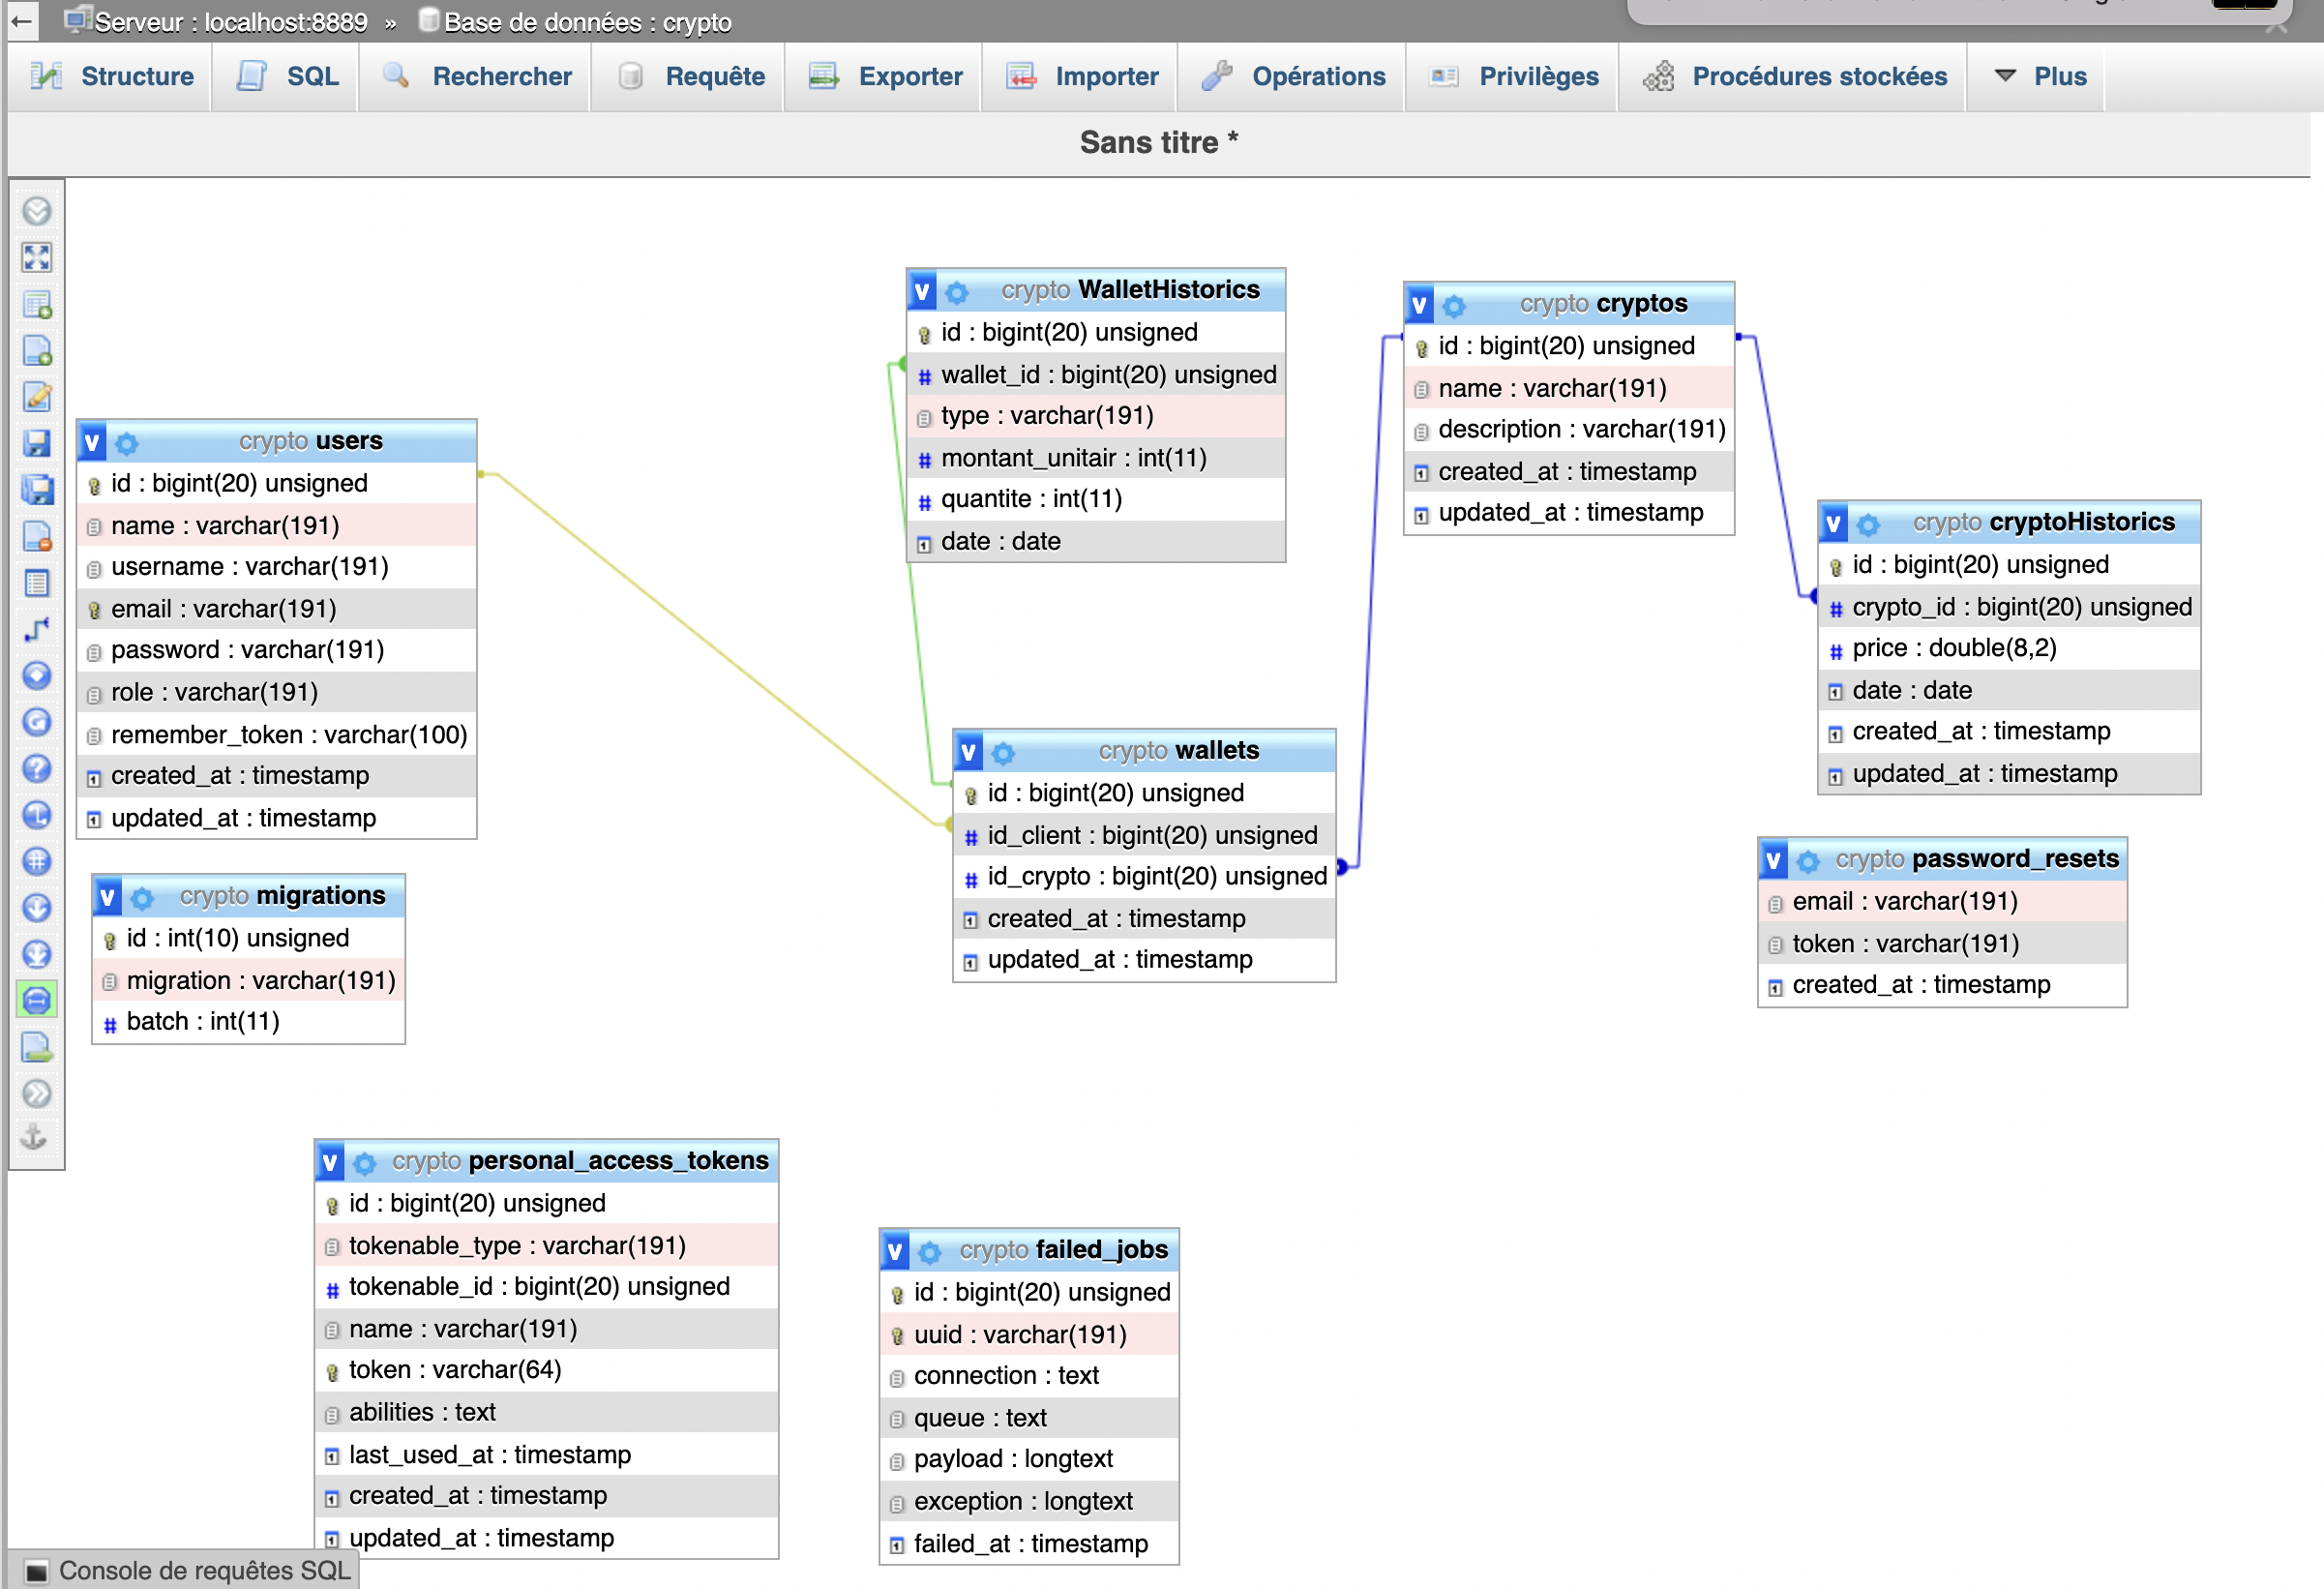 Serveur : localhost:8889 » Base de données : crypto
Structure SQL Rechercher Requête Exporter Importer Opérations Privilèges Procédures stockées Plus
Sans titre *
crypto users
id : bigint(20) unsigned
name : varchar(191)
username : varchar(191)
email : varchar(191)
password : varchar(191)
role : varchar(191)
remember_token : varchar(100)
created_at : timestamp
updated_at : timestamp
crypto WalletHistorics
id : bigint(20) unsigned
wallet_id : bigint(20) unsigned
type : varchar(191)
montant_unitair : int(11)
quantite : int(11)
date : date
crypto cryptos
id : bigint(20) unsigned
name : varchar(191)
description : varchar(191)
created_at : timestamp
updated_at : timestamp
crypto cryptoHistorics
id : bigint(20) unsigned
crypto_id : bigint(20) unsigned
price : double(8,2)
date : date
created_at : timestamp
updated_at : timestamp
crypto wallets
id : bigint(20) unsigned
id_client : bigint(20) unsigned
id_crypto : bigint(20) unsigned
created_at : timestamp
updated_at : timestamp
crypto password_resets
email : varchar(191)
token : varchar(191)
created_at : timestamp
crypto migrations
id : int(10) unsigned
migration : varchar(191)
batch : int(11)
crypto personal_access_tokens
id : bigint(20) unsigned
tokenable_type : varchar(191)
tokenable_id : bigint(20) unsigned
name : varchar(191)
token : varchar(64)
abilities : text
last_used_at : timestamp
created_at : timestamp
updated_at : timestamp
crypto failed_jobs
id : bigint(20) unsigned
uuid : varchar(191)
connection : text
queue : text
payload : longtext
exception : longtext
failed_at : timestamp
Console de requêtes SQL